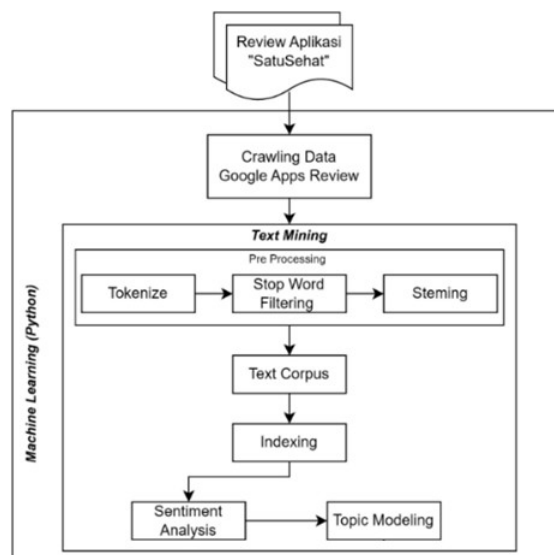 Review Aplikasi
"SatuSehat"
Crawling Data
Google Apps Review
Text Mining
Pre Processing
Tokenize
Stop Word
Filtering
Steming
Text Corpus
Indexing
Sentiment
Analysis
Topic Modeling
Machine Learning (Python)